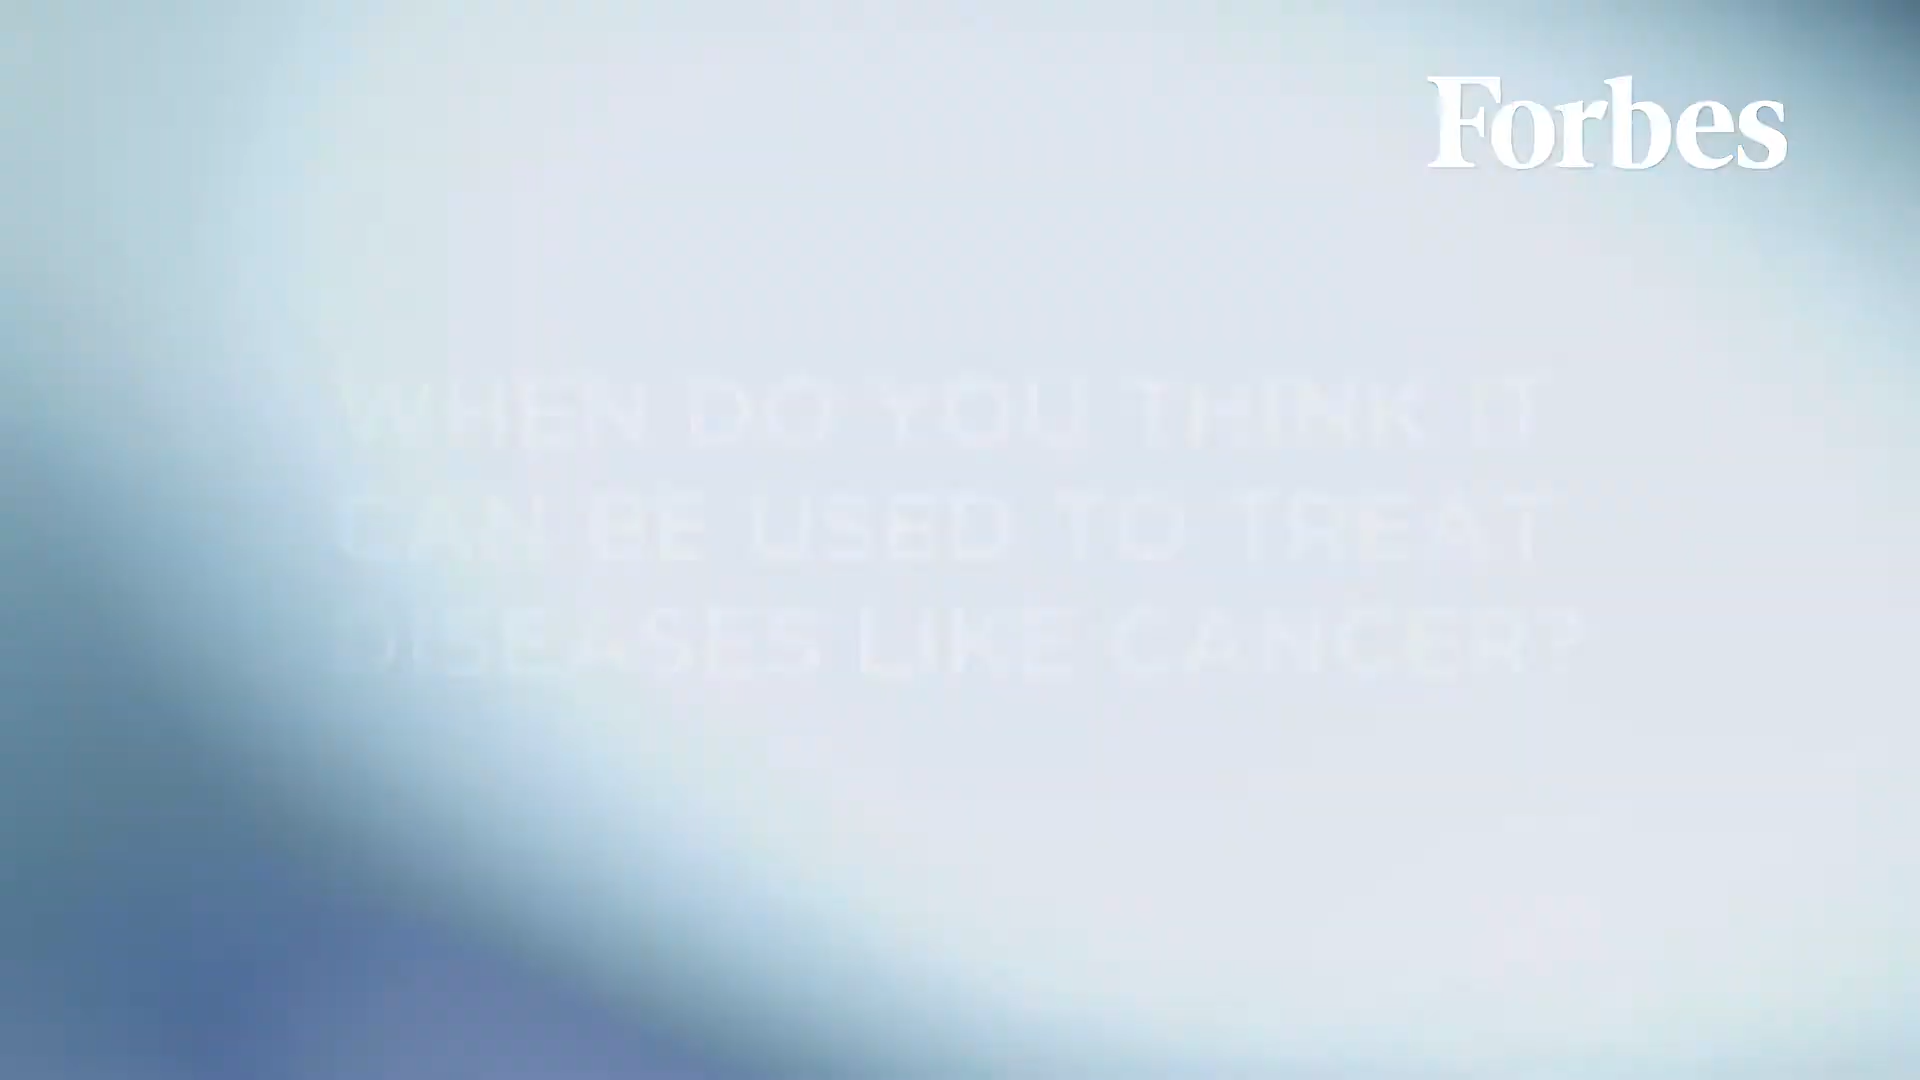 Forbes
WHEN DO YOU THINK IT
CAN BE USED TO TREAT
DISEASES LIKE CANCER?